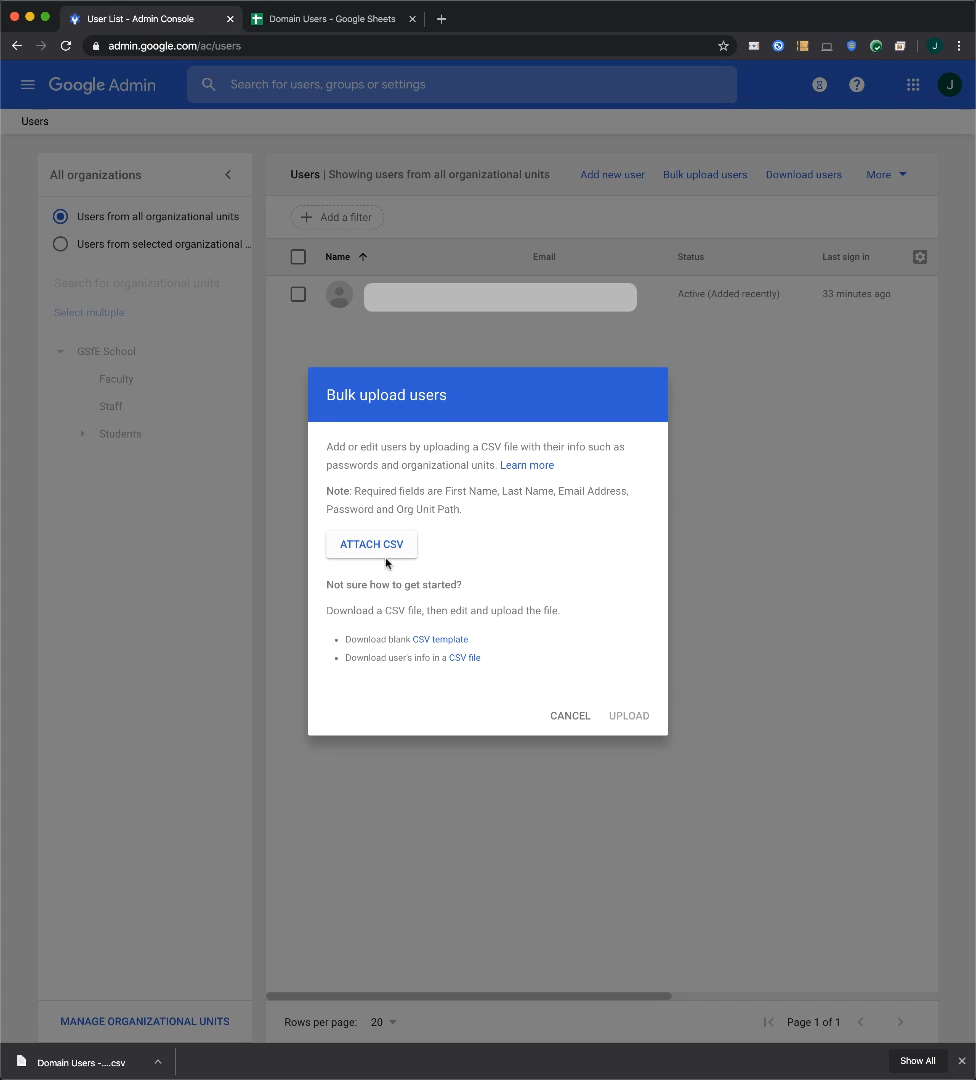 User List - Admin Console
Domain Users - Google Sheets
admin.google.com/ac/users
J
Google Admin
Search for users, groups or settings
J
Users
All organizations
Users from all organizational units
Users from selected organizational ...
Search for organizational units
Select multiple
GSfE School
Faculty
Staff
Students
MANAGE ORGANIZATIONAL UNITS
Users | Showing users from all organizational units
Add new user
Bulk upload users
Download users
More
Add a filter
Name
Email
Status
Last sign in
Active (Added recently)
33 minutes ago
Bulk upload users
Add or edit users by uploading a CSV file with their info such as
passwords and organizational units. Learn more
Note: Required fields are First Name, Last Name, Email Address,
Password and Org Unit Path.
ATTACH CSV
Not sure how to get started?
Download a CSV file, then edit and upload the file.
• Download blank CSV template
• Download user's info in a CSV file
CANCEL
UPLOAD
Rows per page: 20
Page 1 of 1
Domain Users -....csv
Show All